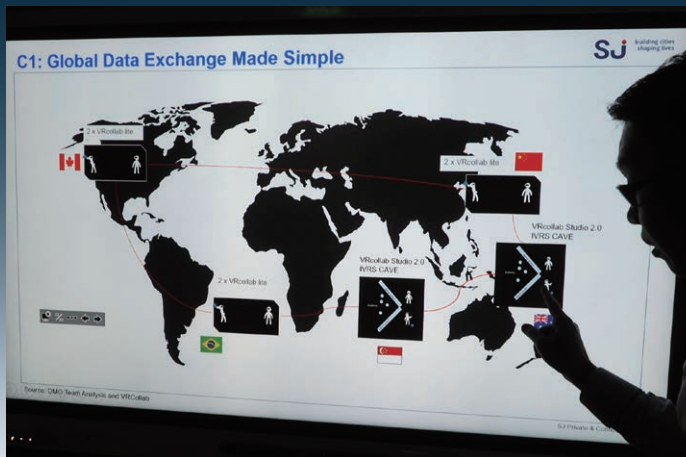 C1: Global Data Exchange Made Simple
SJ
building cities
shaping lives
2 x VRcollab lite
2 x VRcollab lite
VRcollab Studio 2.0
IVRS CAVE
VRcollab Studio 2.0
IVRS CAVE
2 x VRcollab lite
Source: DMO Team Analysis and VRCollab
SJ Private &